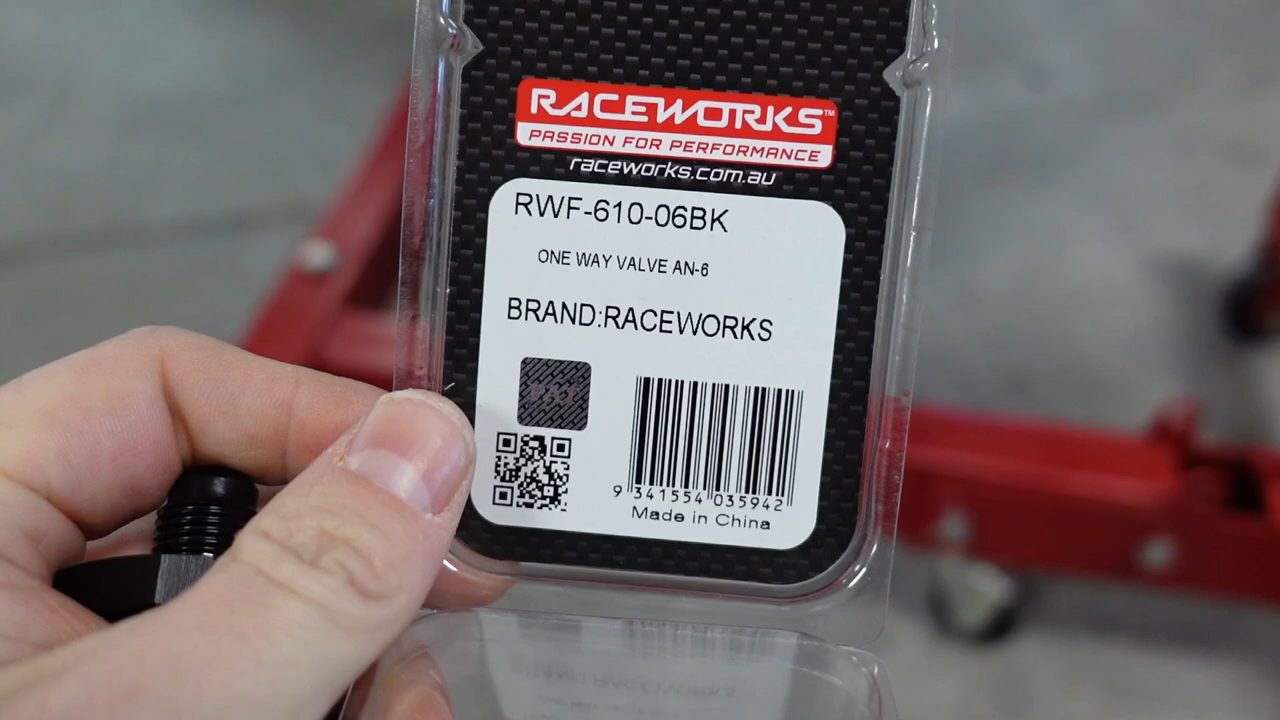 RACEWORKS™
PASSION FOR PERFORMANCE
raceworks.com.au
RWF-610-06BK
ONE WAY VALVE AN-6
BRAND:RACEWORKS
9 341554 035942
Made in China